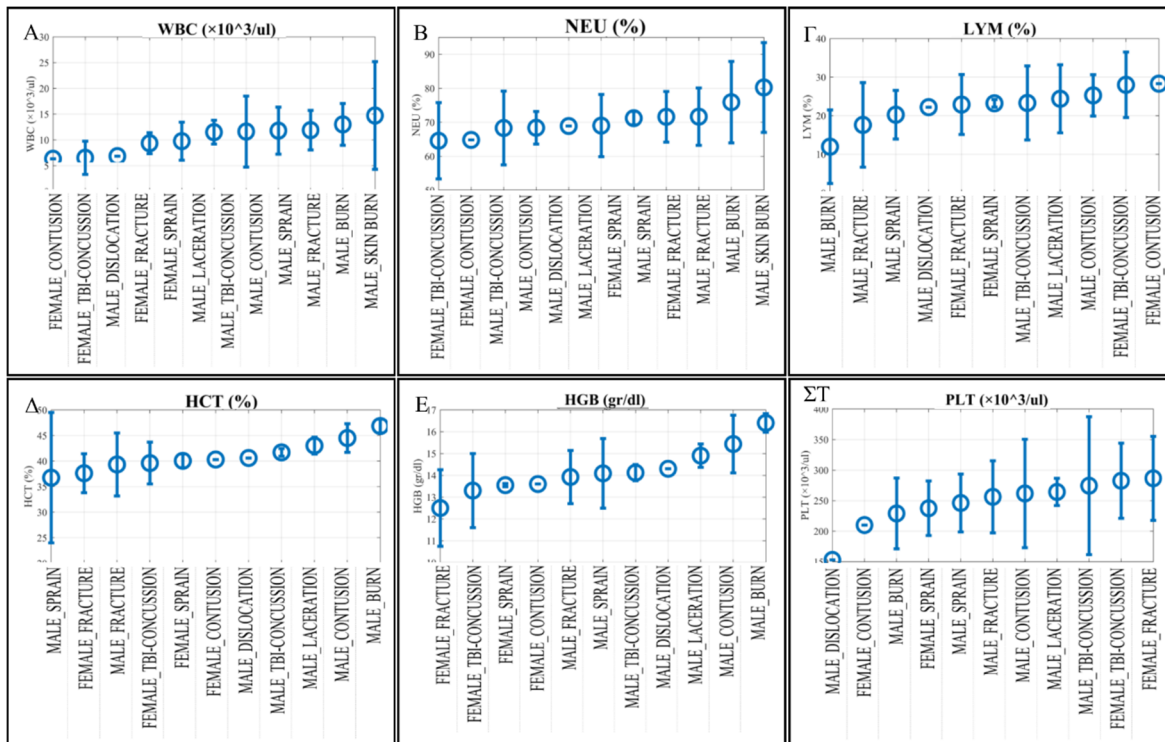 A
WBC (×10^3/ul)
WBC (×10^3/ul)
30
25
20
15
10
5
FEMALE_CONTUSION
FEMALE_TBI-CONCUSSION
MALE_DISLOCATION
FEMALE_FRACTURE
FEMALE_SPRAIN
MALE_LACERATION
MALE_TBI-CONCUSSION
MALE_CONTUSION
MALE_SPRAIN
MALE_FRACTURE
MALE_BURN
MALE_SKIN BURN
B
NEU (%)
NEU (%)
90
80
70
60
50
FEMALE_TBI-CONCUSSION
FEMALE_CONTUSION
MALE_TBI-CONCUSSION
MALE_CONTUSION
MALE_DISLOCATION
MALE_LACERATION
FEMALE_SPRAIN
MALE_SPRAIN
FEMALE_FRACTURE
MALE_FRACTURE
MALE_BURN
MALE_SKIN BURN
Γ
LYM (%)
LYM (%)
40
30
20
10
MALE_BURN
MALE_FRACTURE
MALE_SPRAIN
MALE_DISLOCATION
FEMALE_FRACTURE
FEMALE_SPRAIN
MALE_TBI-CONCUSSION
MALE_LACERATION
MALE_CONTUSION
FEMALE_TBI-CONCUSSION
FEMALE_CONTUSION
Δ
HCT (%)
HCT (%)
50
45
40
35
30
25
20
MALE_SPRAIN
FEMALE_FRACTURE
MALE_FRACTURE
FEMALE_TBI-CONCUSSION
FEMALE_SPRAIN
FEMALE_CONTUSION
MALE_DISLOCATION
MALE_TBI-CONCUSSION
MALE_LACERATION
MALE_CONTUSION
MALE_BURN
E
HGB (gr/dl)
HGB (gr/dl)
17
16
15
14
13
12
11
10
FEMALE_FRACTURE
FEMALE_TBI-CONCUSSION
FEMALE_SPRAIN
FEMALE_CONTUSION
MALE_FRACTURE
MALE_SPRAIN
MALE_TBI-CONCUSSION
MALE_DISLOCATION
MALE_LACERATION
MALE_CONTUSION
MALE_BURN
ΣΤ
PLT (×10^3/ul)
PLT (×10^3/ul)
400
350
300
250
200
150
MALE_DISLOCATION
FEMALE_CONTUSION
MALE_BURN
FEMALE_SPRAIN
MALE_SPRAIN
MALE_FRACTURE
MALE_CONTUSION
MALE_LACERATION
MALE_TBI-CONCUSSION
FEMALE_TBI-CONCUSSION
FEMALE_FRACTURE